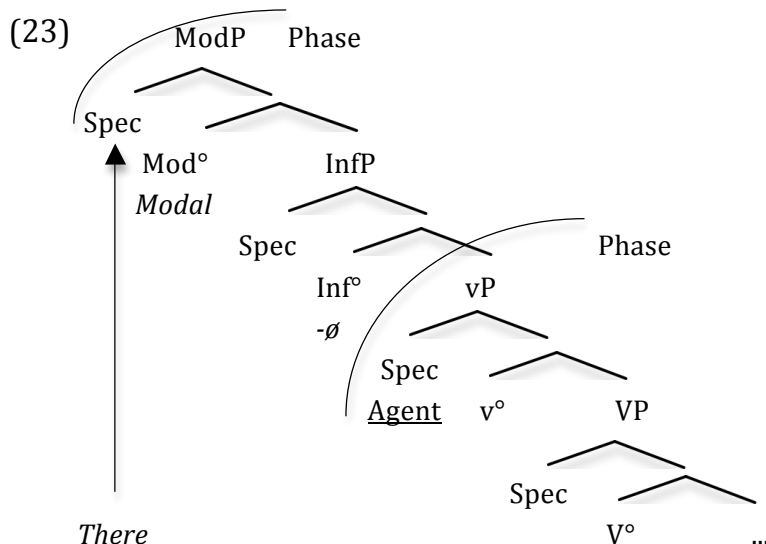 (23) ModP Phase
Spec
Mod° InfP
Modal
Spec Phase
Inf° vP
-ø
Spec
Agent v° VP
Spec
There V° ...